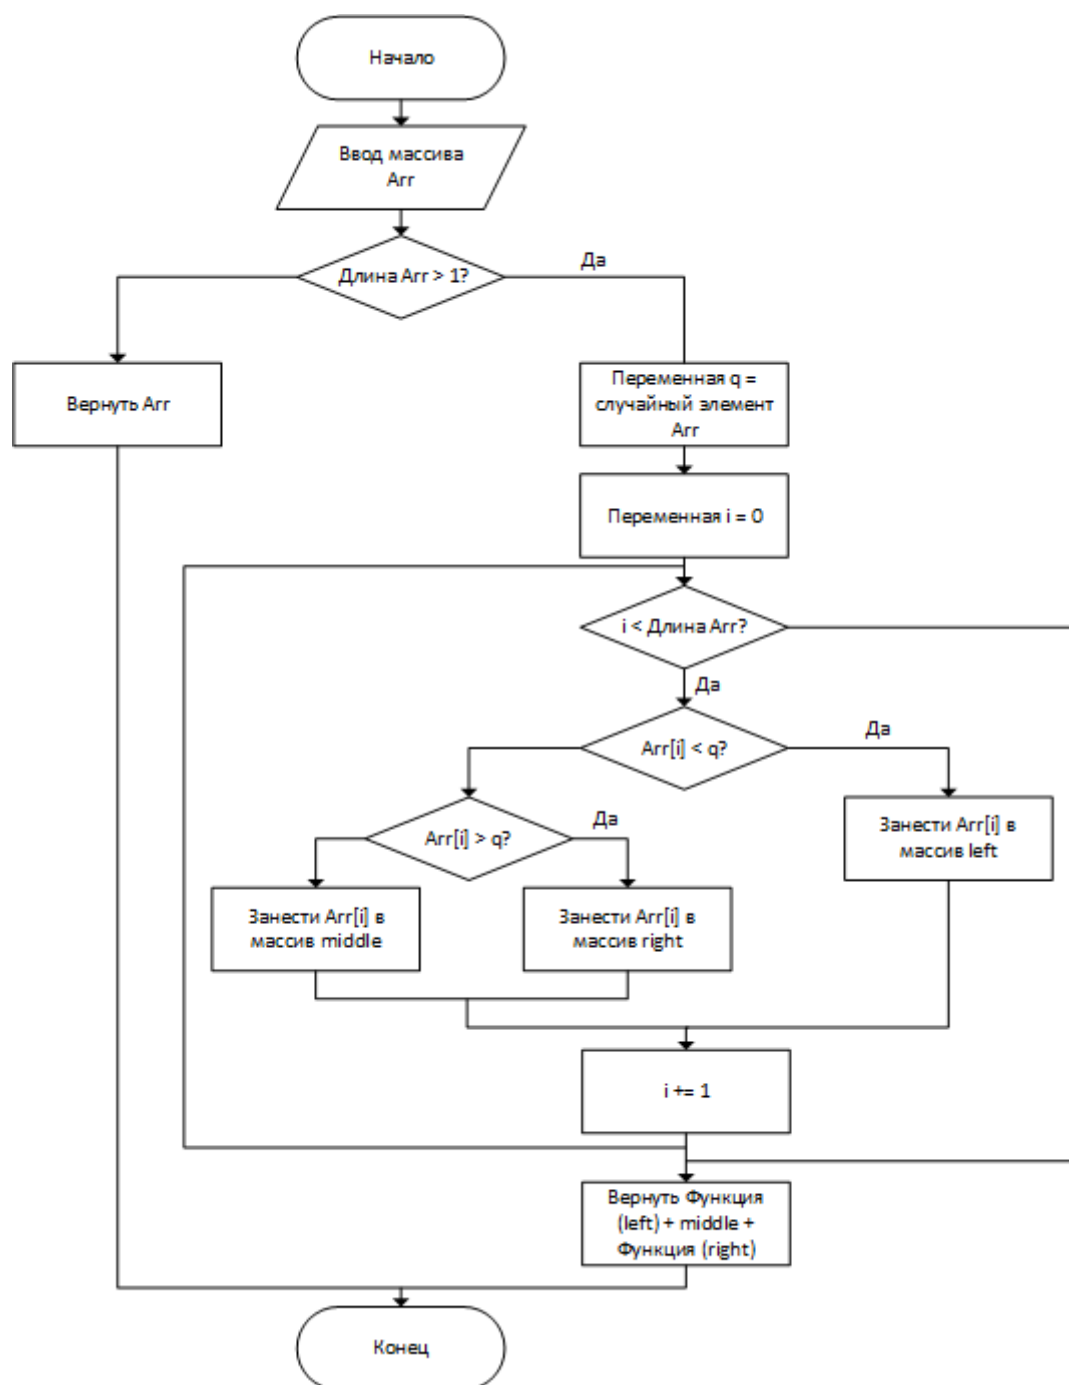 Начало
Ввод массива
Arr
Длина Arr > 1?
Да
Вернуть Arr
Переменная q =
случайный элемент
Arr
Переменная i = 0
i < Длина Arr?
Да
Arr[i] < q?
Да
Arr[i] > q?
Да
Занести Arr[i] в
массив left
Занести Arr[i] в
массив middle
Занести Arr[i] в
массив right
i += 1
Вернуть Функция
(left) + middle +
Функция (right)
Конец